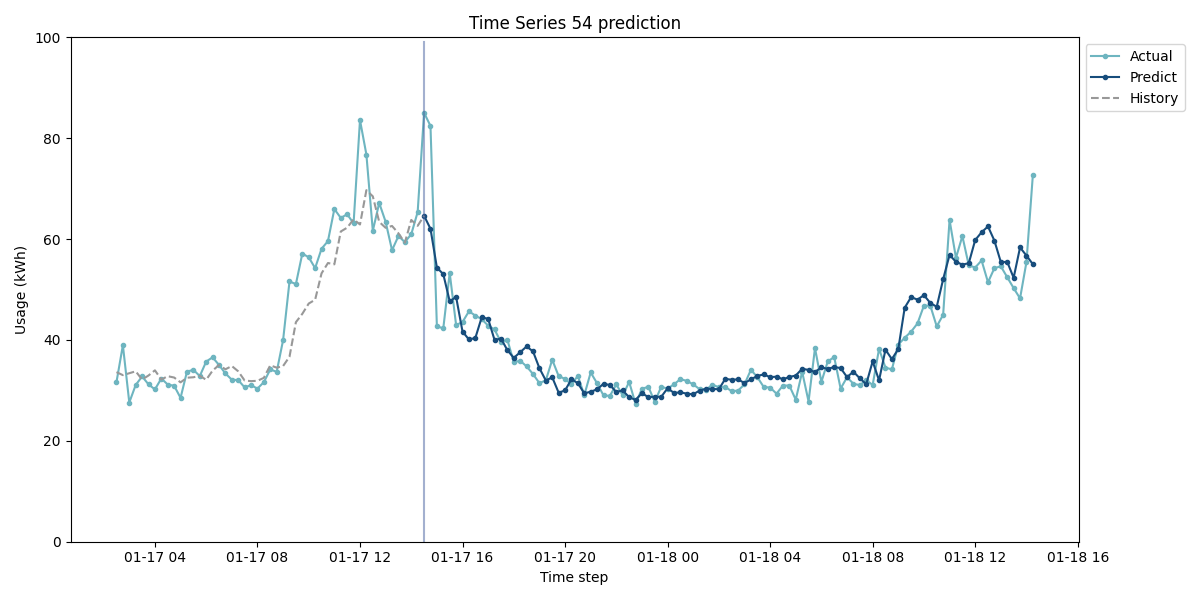 Time Series 54 prediction
Usage (kWh)
100
80
60
40
20
0
01-17 04
01-17 08
01-17 12
01-17 16
01-17 20
01-18 00
01-18 04
01-18 08
01-18 12
01-18 16
Time step
Actual
Predict
History